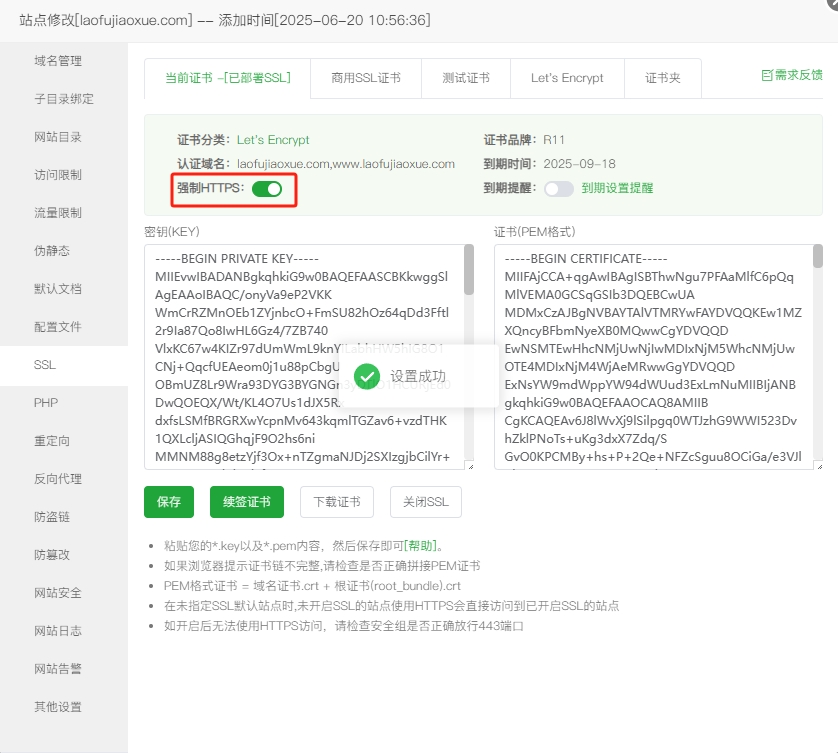 站点修改[laofujiaoxue.com] -- 添加时间[2025-06-20 10:56:36]
域名管理
子目录绑定
网站目录
访问限制
流量限制
伪静态
默认文档
配置文件
SSL
PHP
重定向
反向代理
防盗链
防篡改
网站安全
网站日志
网站告警
其他设置
当前证书 -[已部署SSL]
商用SSL证书
测试证书
Let's Encrypt
证书夹
需求反馈
证书分类: Let's Encrypt
证书品牌: R11
认证域名: laofujiaoxue.com,www.laofujiaoxue.com
到期时间: 2025-09-18
强制HTTPS:
到期提醒: 到期设置提醒
密钥(KEY)
-----BEGIN PRIVATE KEY-----
MIIEvwIBADANBgkqhkiG9w0BAQEFAASCBKkwggSl
AgEAAoIBAQC/onyVa9eP2VKK
WmCrRZMnOEb1ZYjnbcO+FmSU82hOz64qDd3Fftl
2r9Ia87Qo8IwHL6Gz4/7ZB740
CNj+QqcfUEAeom0j1u88pCbgU
DwQOEQX/Wt/KL4O7Us1dJX5R
dxfsLSMfBRGRXwYcpnMv643kqmlTGZav6+vzdTHK
1QXLcljASIQGhqjF9O2hs6ni
MMNM88g8etzYjf3Ox+nTZgmaNJDj2SXIzgjbCilYr+
证书(PEM格式)
-----BEGIN CERTIFICATE-----
MIIFAjCCA+qgAwIBAgISBThwNgu7PFAaMlfC6pQq
MlVEMA0GCSqGSIb3DQEBCwUA
MDMxCzAJBgNVBAYTAlVTMRYwFAYDVQQKEw1MZ
XQncyBFbmNyeXB0MQwwCgYDVQQD
EwNSMTEwHhcNMjUwNjIwMDIxNjM5WhcNMjUw
OTE4MDIxNjM4WjAeMRwwGgYDVQQD
ExNsYW9mdWppYW94dWUud3ExLmNuMIIBIjANB
gkqhkiG9w0BAQEFAAOCAQ8AMIIB
CgKCAQEAv6J8lWvXj9lSilpgq0WTJzhG9WWI523Dv
hZklPNoTs+uKg3dxX7Zdq/S
GvO0KPCMBy+hs+P+2Qe+NFZcSguu8OCiGa/e3VJl
设置成功
保存
续签证书
下载证书
关闭SSL
• 粘贴您的*.key以及*.pem内容，然后保存即可[帮助]。
• 如果浏览器提示证书链不完整,请检查是否正确拼接PEM证书
• PEM格式证书 = 域名证书.crt + 根证书(root_bundle).crt
• 在未指定SSL默认站点时,未开启SSL的站点使用HTTPS会直接访问到已开启SSL的站点
• 如开启后无法使用HTTPS访问，请检查安全组是否正确放行443端口